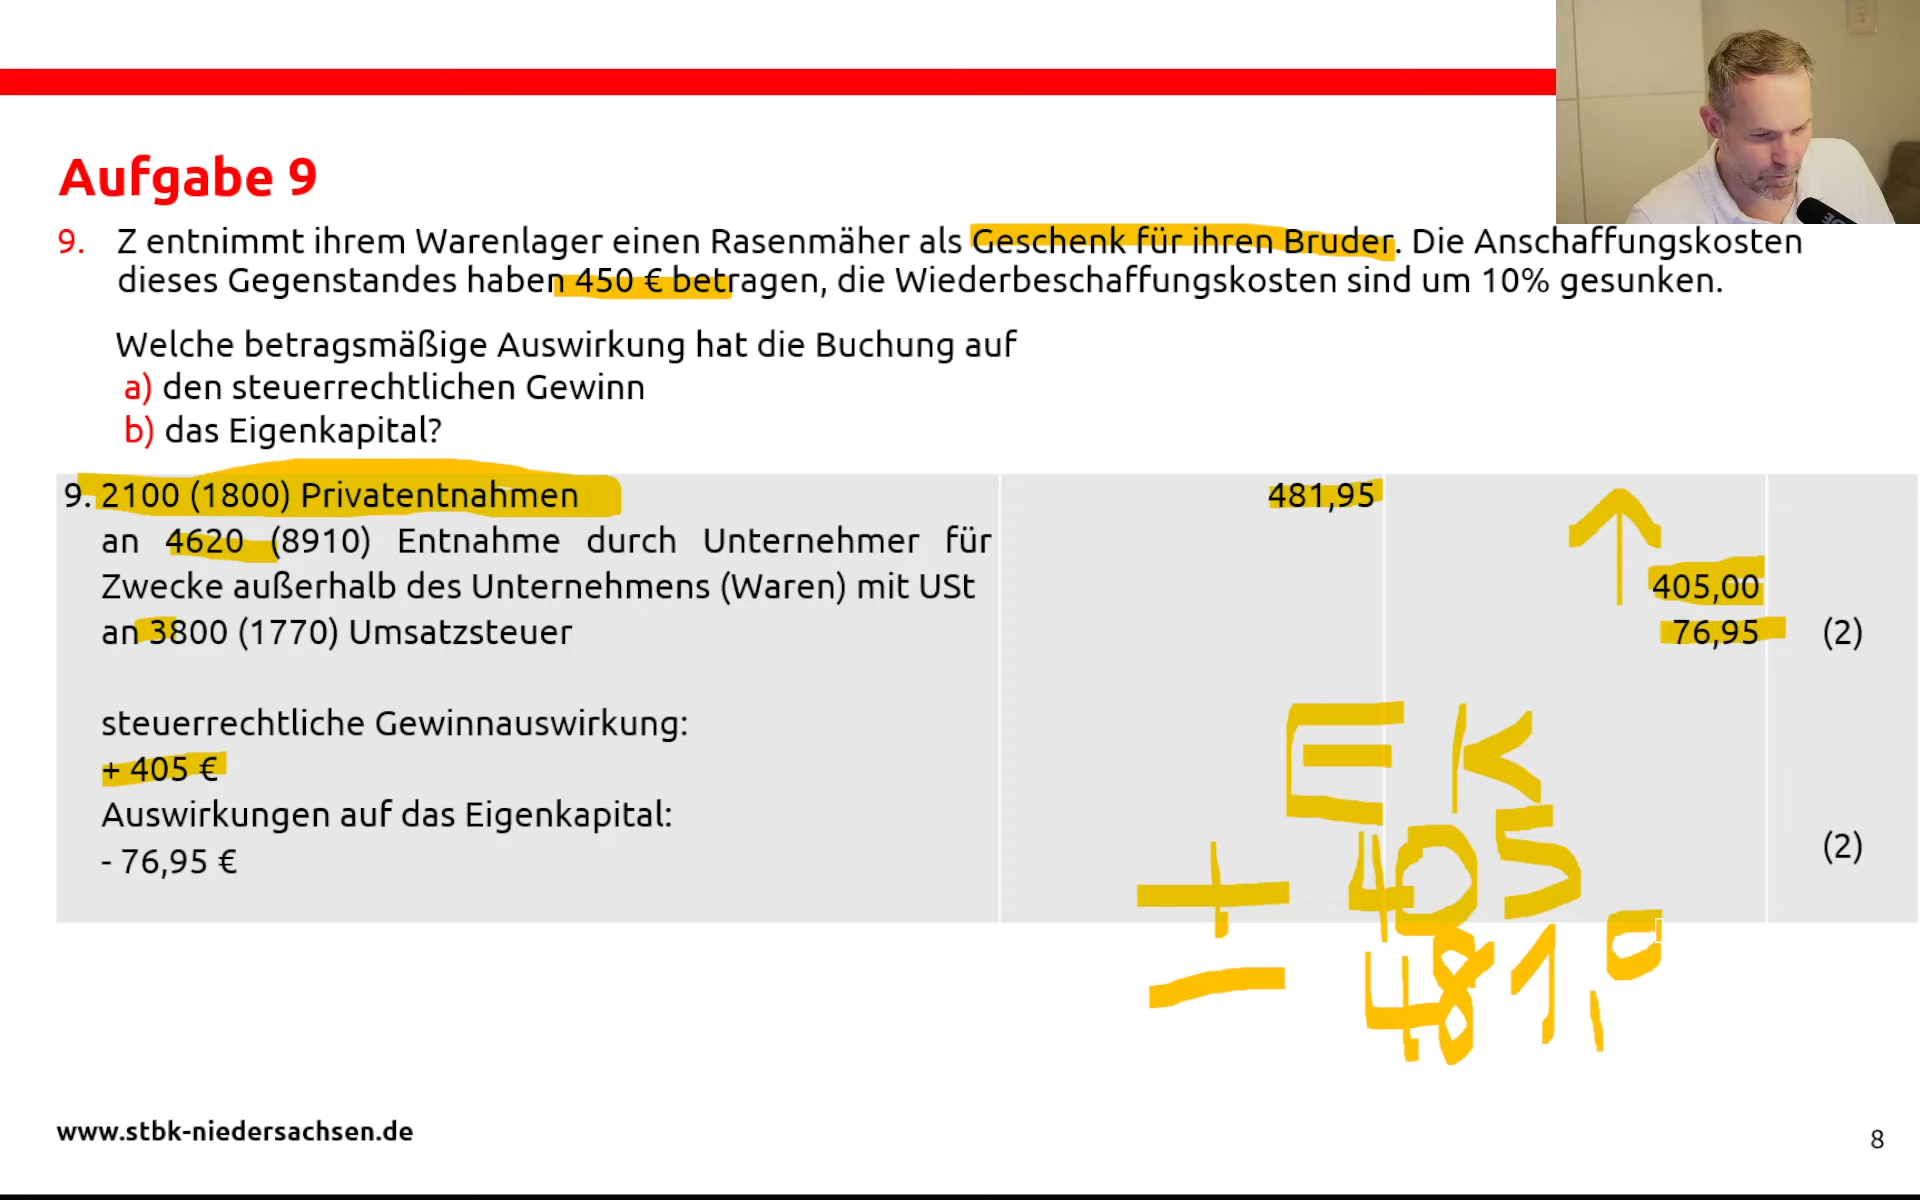 Aufgabe 9
9. Z entnimmt ihrem Warenlager einen Rasenmäher als Geschenk für ihren Bruder. Die Anschaffungskosten
dieses Gegenstandes haben 450 € betragen, die Wiederbeschaffungskosten sind um 10% gesunken.
Welche betragsmäßige Auswirkung hat die Buchung auf
a) den steuerrechtlichen Gewinn
b) das Eigenkapital?
9. 2100 (1800) Privatentnahmen 481,95
an 4620 (8910) Entnahme durch Unternehmer für
Zwecke außerhalb des Unternehmens (Waren) mit USt 405,00
an 3800 (1770) Umsatzsteuer 76,95 (2)
steuerrechtliche Gewinnauswirkung:
+ 405 €
Auswirkungen auf das Eigenkapital:
- 76,95 € (2)
EK
+ 405
- 481,
www.stbk-niedersachsen.de
8